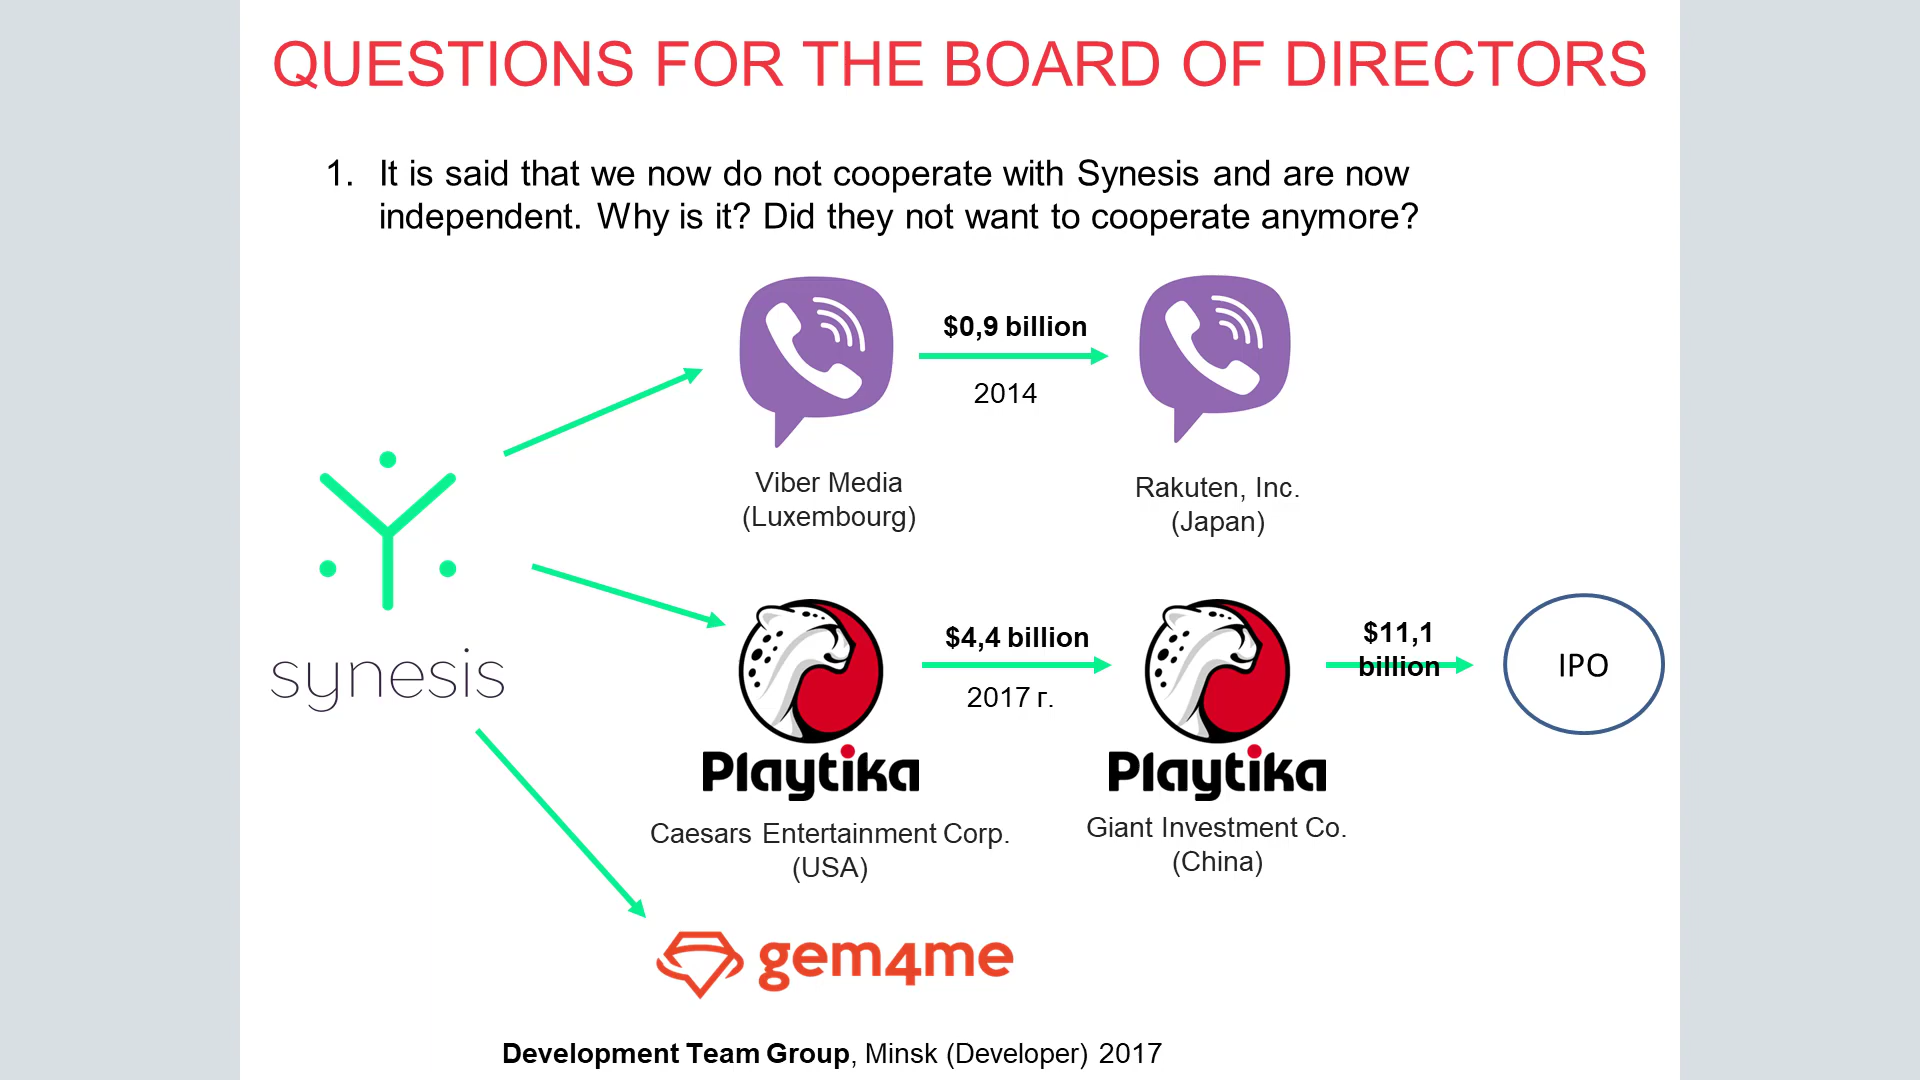 QUESTIONS FOR THE BOARD OF DIRECTORS
1. It is said that we now do not cooperate with Synesis and are now
independent. Why is it? Did they not want to cooperate anymore?
$0,9 billion
2014
Viber Media
(Luxembourg)
Rakuten, Inc.
(Japan)
synesis
$4,4 billion
2017 г.
$11,1
billion
IPO
Playtika
Playtika
Caesars Entertainment Corp.
(USA)
Giant Investment Co.
(China)
gem4me
Development Team Group, Minsk (Developer) 2017